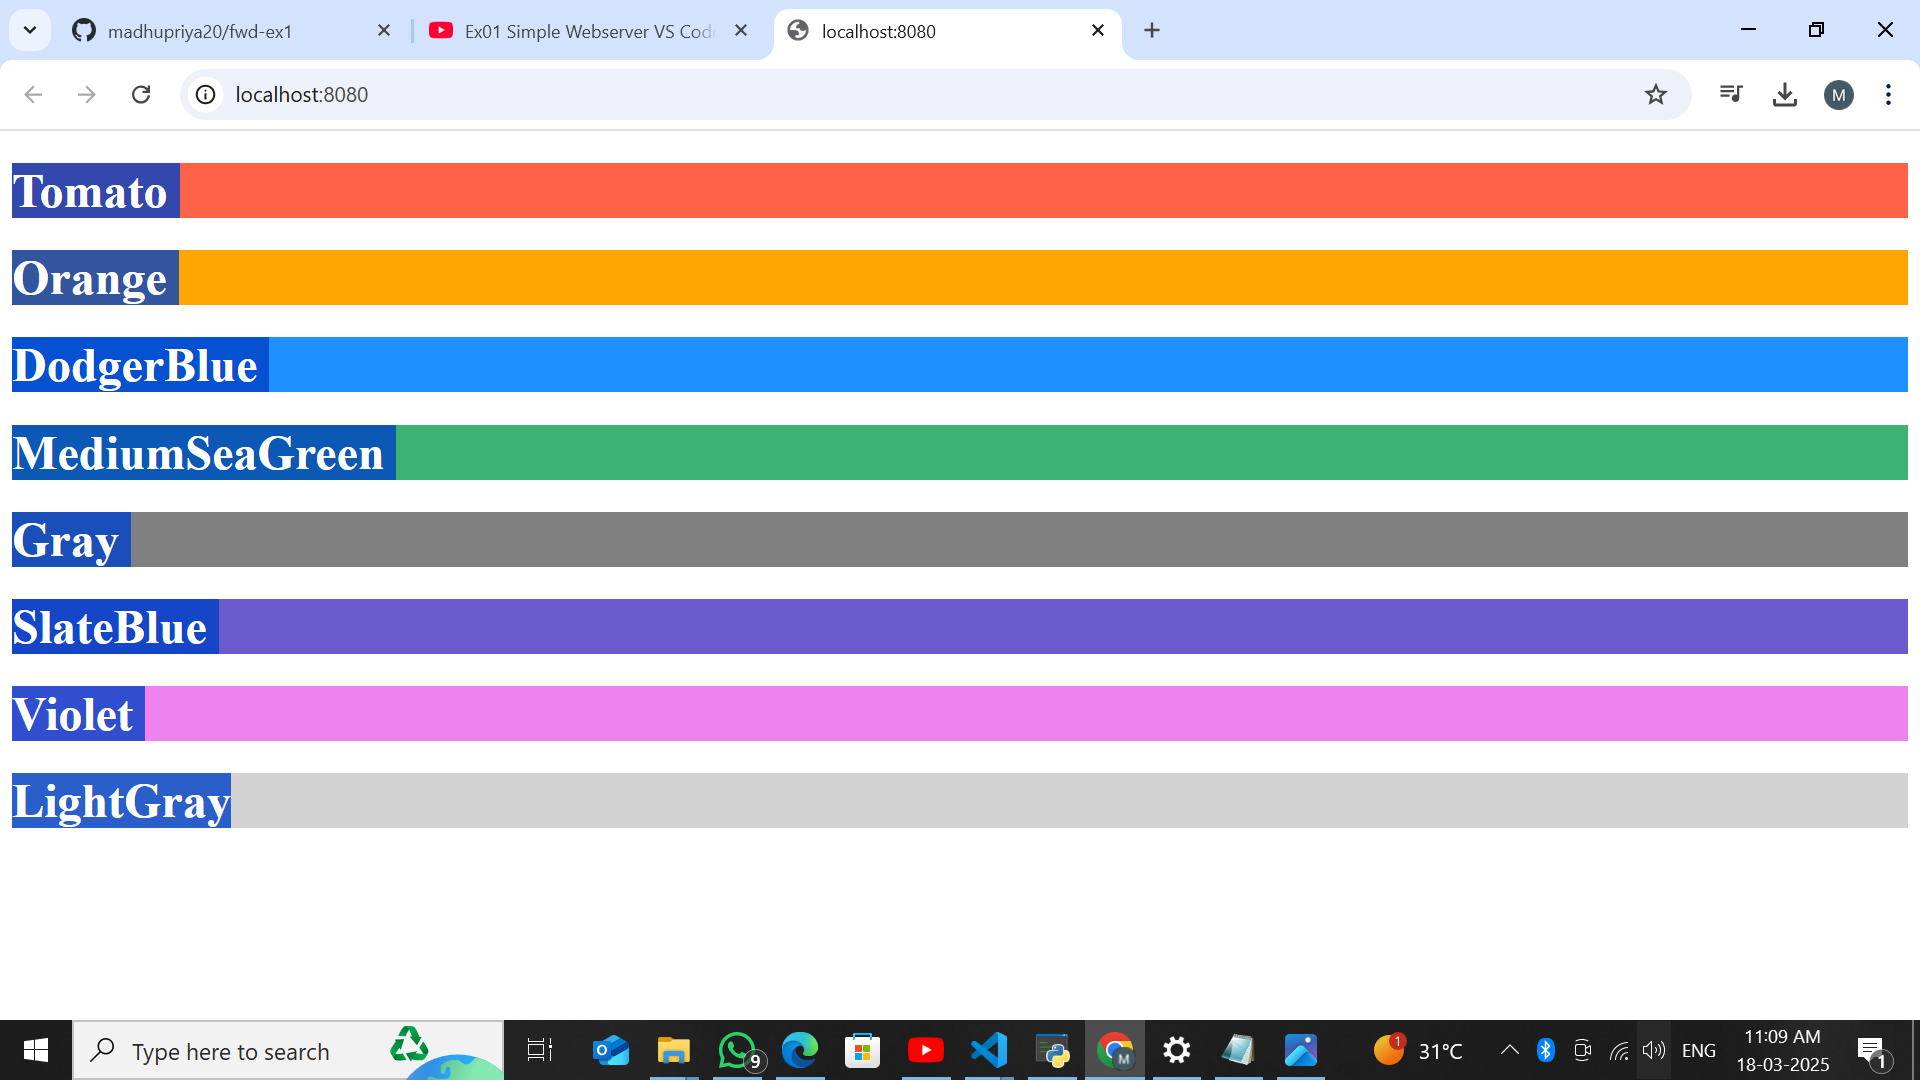 madhupriya20/fwd-ex1
Ex01 Simple Webserver VS Code
localhost:8080
localhost:8080
M
Tomato
Orange
DodgerBlue
MediumSeaGreen
Gray
SlateBlue
Violet
LightGray
Type here to search
9
M
1
31°C
ENG
11:09 AM
18-03-2025
1